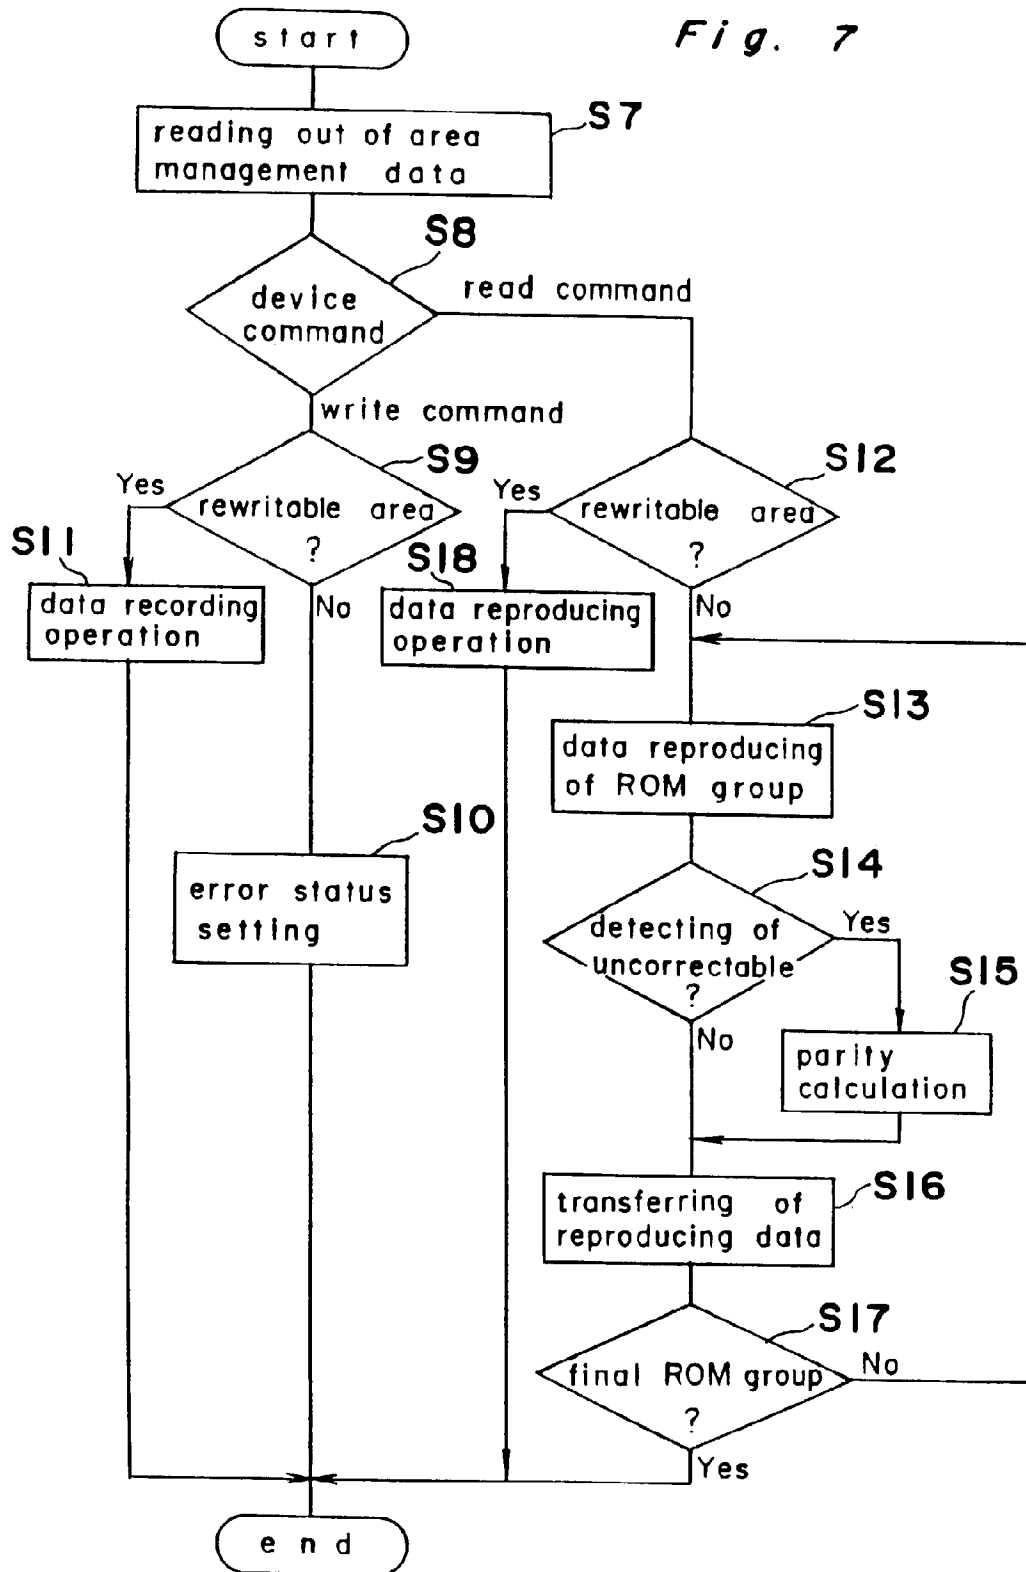 Fig. 7
start
S7
reading out of area
management data
S8
device
command
read command
write command
S9
Yes
rewritable area
?
No
S12
Yes
rewritable area
?
No
S11
data recording
operation
S18
data reproducing
operation
S13
data reproducing
of ROM group
S10
error status
setting
S14
detecting of
uncorrectable
?
Yes
No
S15
parity
calculation
S16
transferring of
reproducing data
S17
final ROM group
?
No
Yes
end